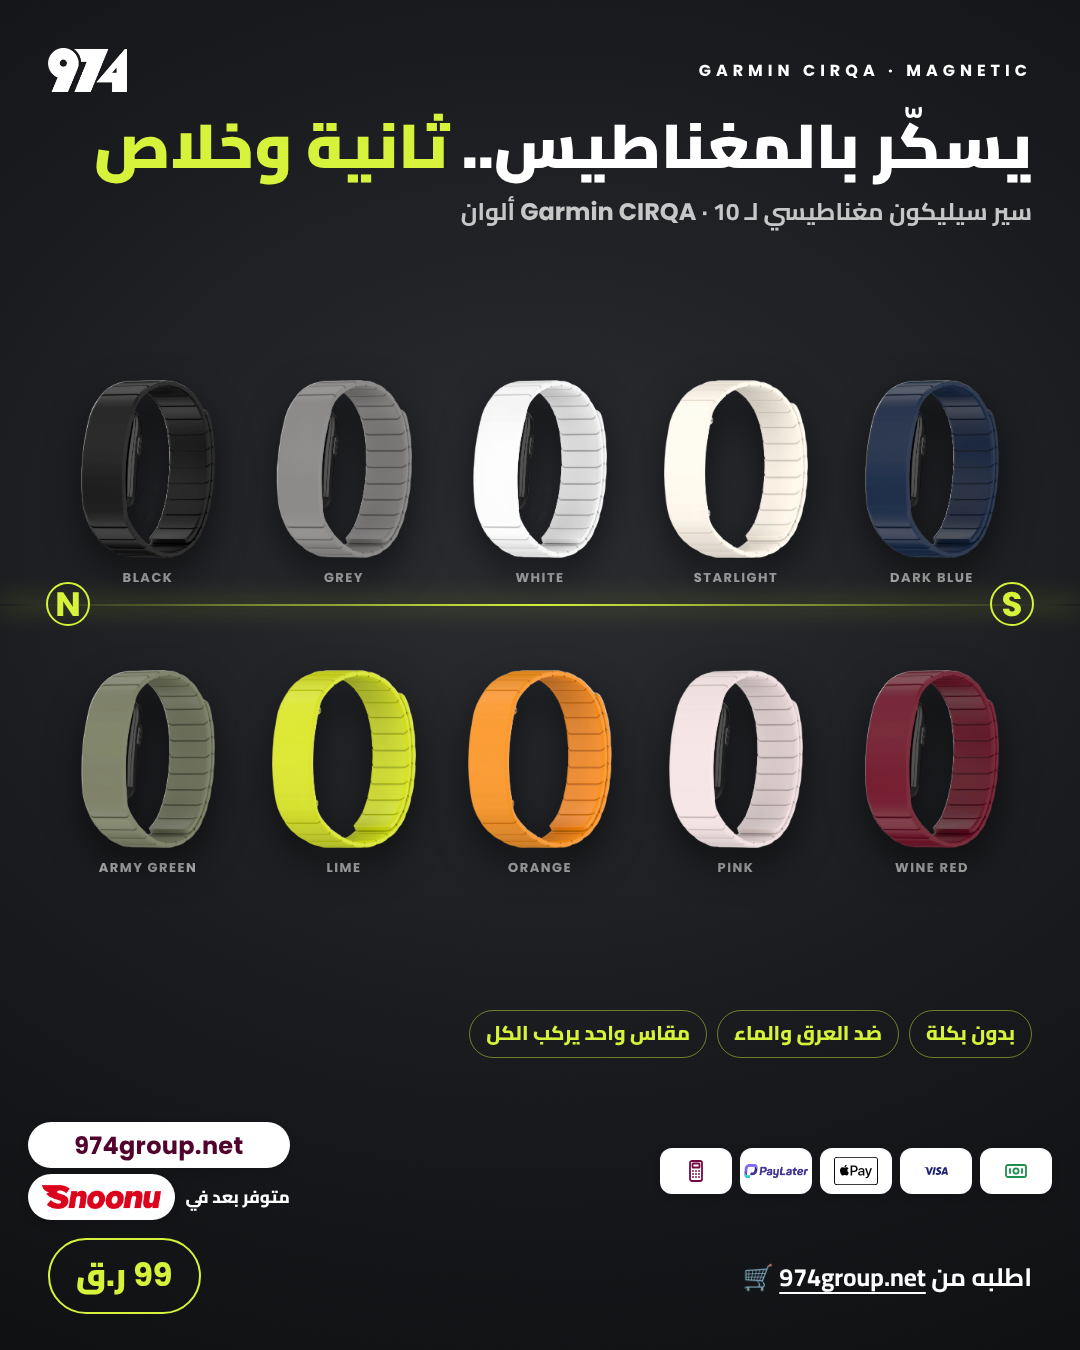 974
GARMIN CIRQA · MAGNETIC
يسكّر بالمغناطيس.. ثانية وخلاص
سير سيليكون مغناطيسي لـ Garmin CIRQA · 10 ألوان
BLACK
GREY
WHITE
STARLIGHT
DARK BLUE
N
S
ARMY GREEN
LIME
ORANGE
PINK
WINE RED
بدون بكلة
ضد العرق والماء
مقاس واحد يركب الكل
974group.net
متوفر بعد في Snoonu
PayLater
Pay
VISA
99 ر.ق
اطلبه من 974group.net 🛒